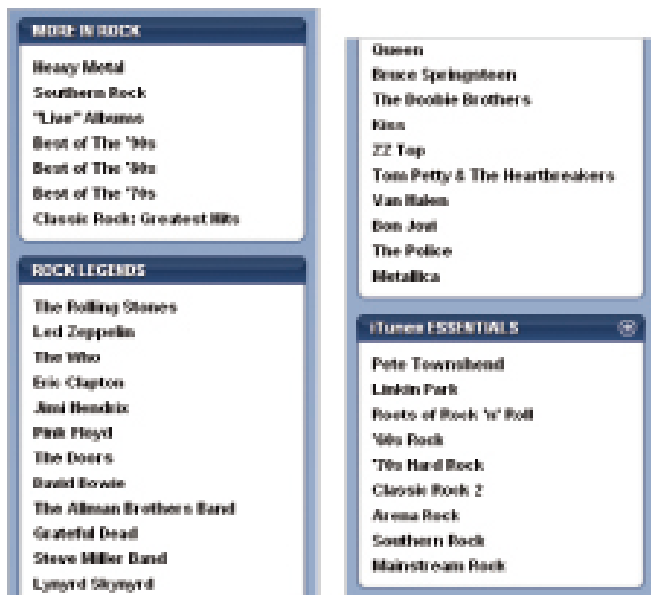 MORE IN ROCK
Heavy Metal
Southern Rock
"Live" Albums
Best of The '90s
Best of The '80s
Best of The '70s
Classic Rock: Greatest Hits
ROCK LEGENDS
The Rolling Stones
Led Zeppelin
The Who
Eric Clapton
Jimi Hendrix
Pink Floyd
The Doors
David Bowie
The Allman Brothers Band
Grateful Dead
Steve Miller Band
Lynyrd Skynyrd
Queen
Bruce Springsteen
The Doobie Brothers
Kiss
ZZ Top
Tom Petty & The Heartbreakers
Van Halen
Bon Jovi
The Police
Metallica
iTunes ESSENTIALS
Pete Townshend
Linkin Park
Roots of Rock 'n' Roll
'60s Rock
'70s Hard Rock
Classic Rock 2
Arena Rock
Southern Rock
Mainstream Rock